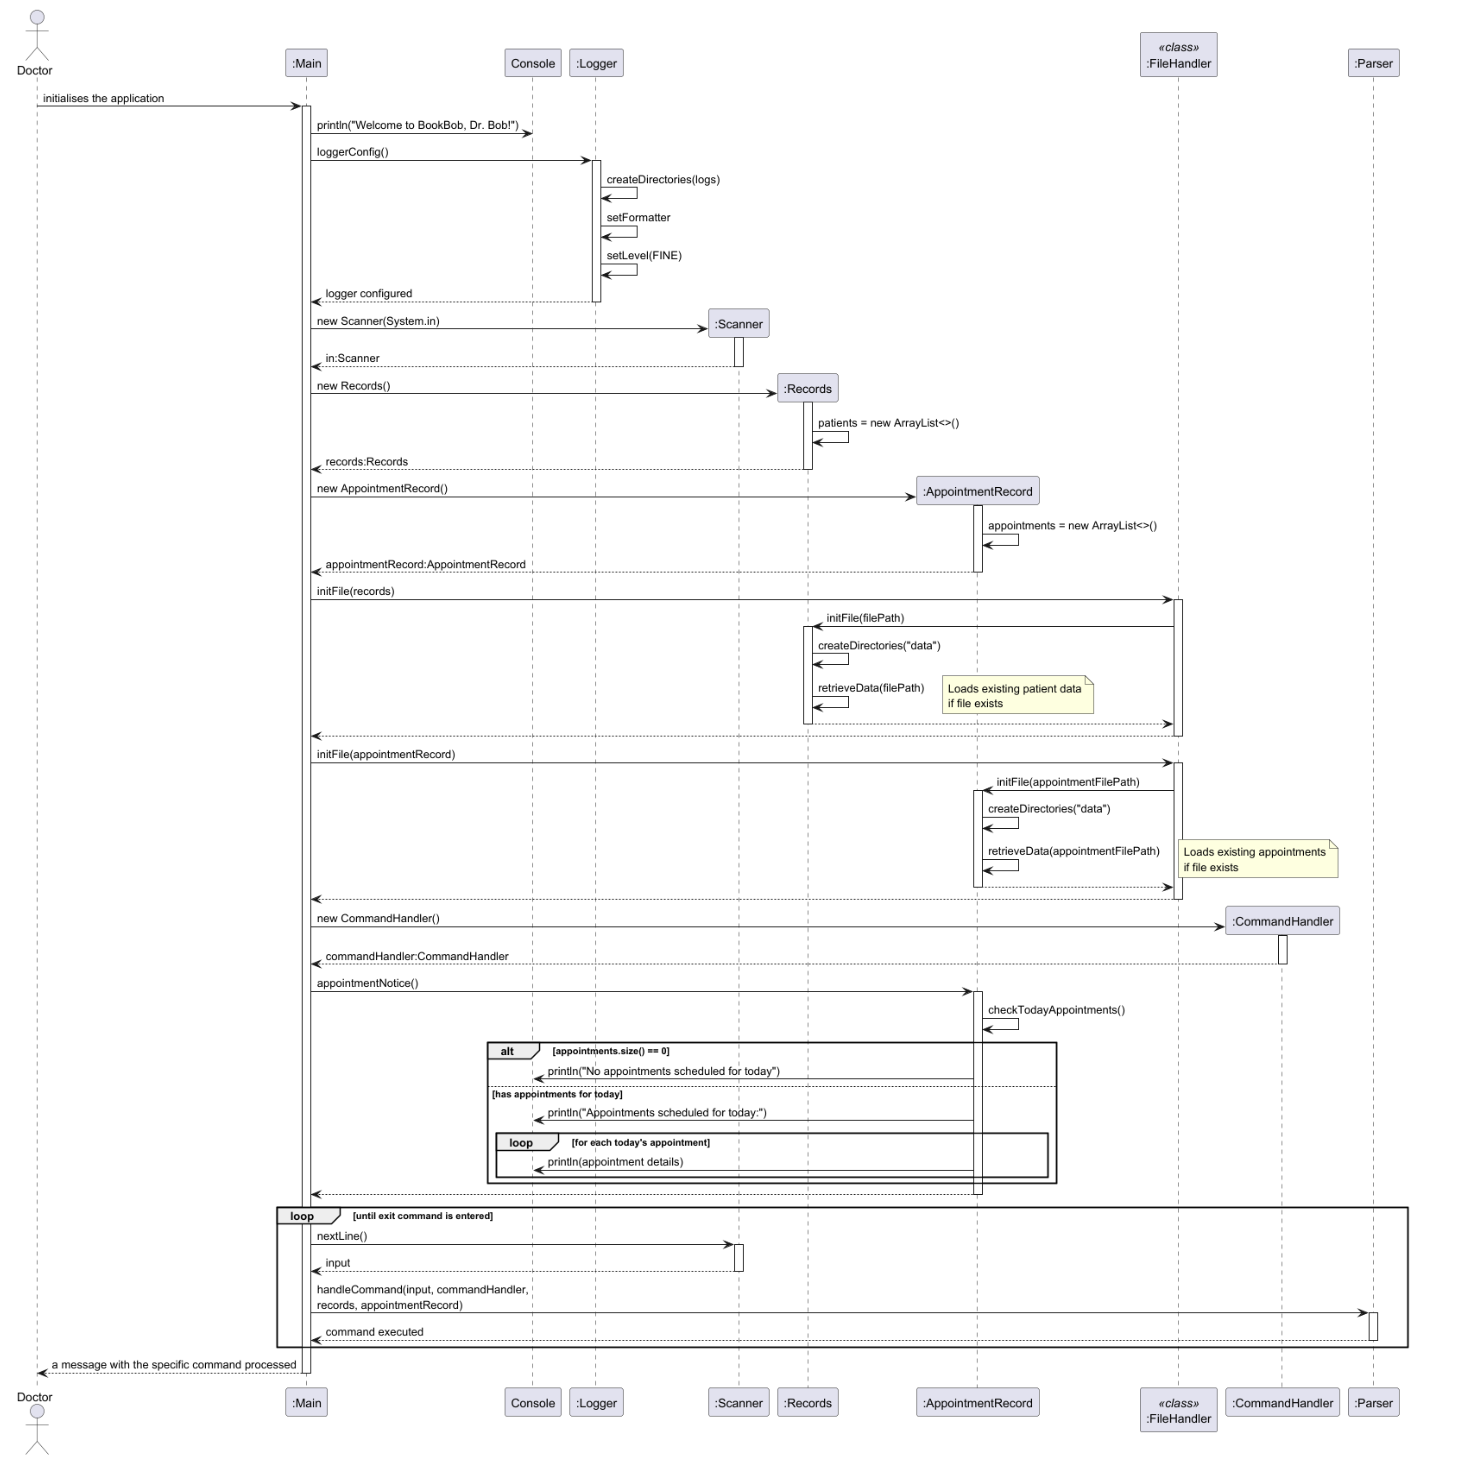 Doctor
:Main
Console
:Logger
«class»
:FileHandler
:Parser
initialises the application
println("Welcome to BookBob, Dr. Bob!")
loggerConfig()
createDirectories(logs)
setFormatter
setLevel(FINE)
logger configured
new Scanner(System.in)
:Scanner
in:Scanner
new Records()
:Records
patients = new ArrayList<>()
records:Records
new AppointmentRecord()
:AppointmentRecord
appointments = new ArrayList<>()
appointmentRecord:AppointmentRecord
initFile(records)
initFile(filePath)
createDirectories("data")
retrieveData(filePath)
Loads existing patient data
if file exists
initFile(appointmentRecord)
initFile(appointmentFilePath)
createDirectories("data")
retrieveData(appointmentFilePath)
Loads existing appointments
if file exists
new CommandHandler()
:CommandHandler
commandHandler:CommandHandler
appointmentNotice()
checkTodayAppointments()
alt [appointments.size() == 0]
println("No appointments scheduled for today")
[has appointments for today]
println("Appointments scheduled for today:")
loop [for each today's appointment]
println(appointment details)
loop [until exit command is entered]
nextLine()
input
handleCommand(input, commandHandler,
records, appointmentRecord)
command executed
a message with the specific command processed
Doctor
:Main
Console
:Logger
:Scanner
:Records
:AppointmentRecord
«class»
:FileHandler
:CommandHandler
:Parser